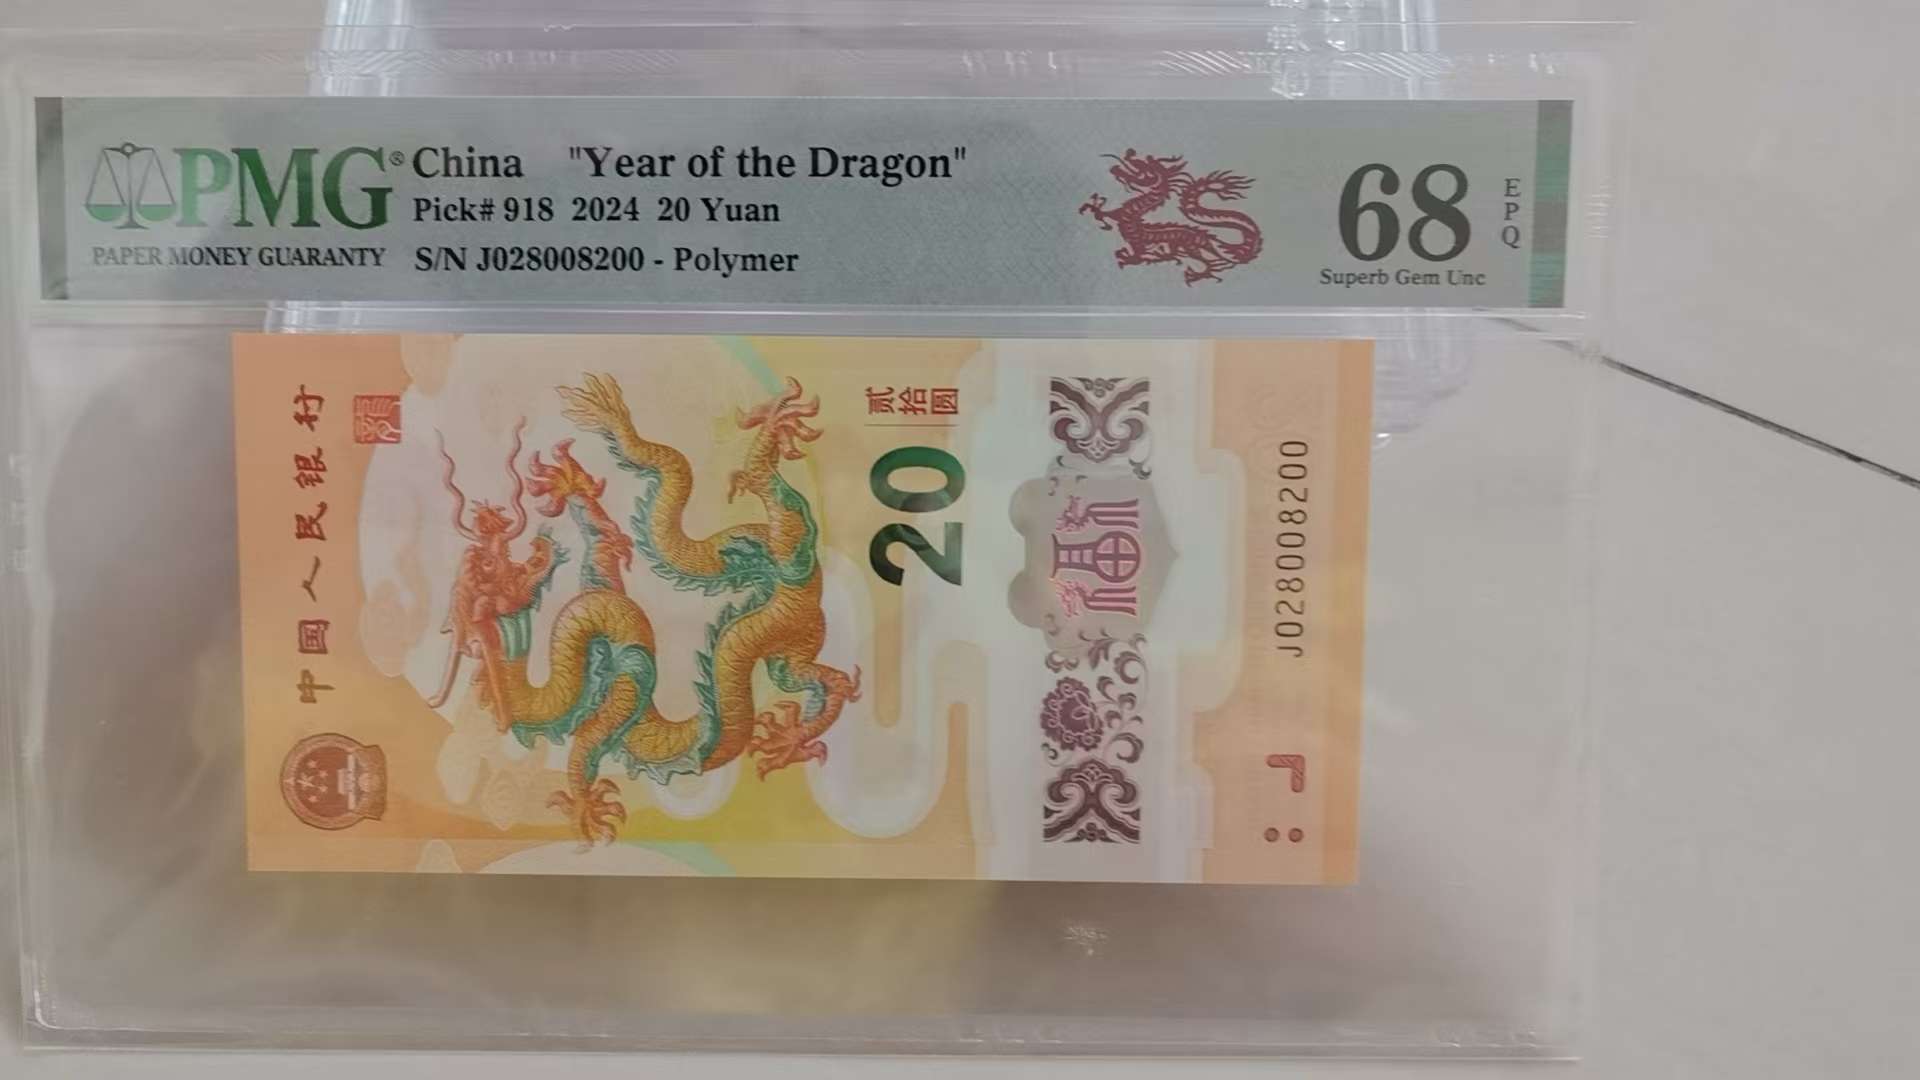 PMG® China "Year of the Dragon"
Pick# 918 2024 20 Yuan
PAPER MONEY GUARANTY S/N J028008200 - Polymer
68 EPQ
Superb Gem Unc
中国人民银行
贰拾圆
20
J028008200